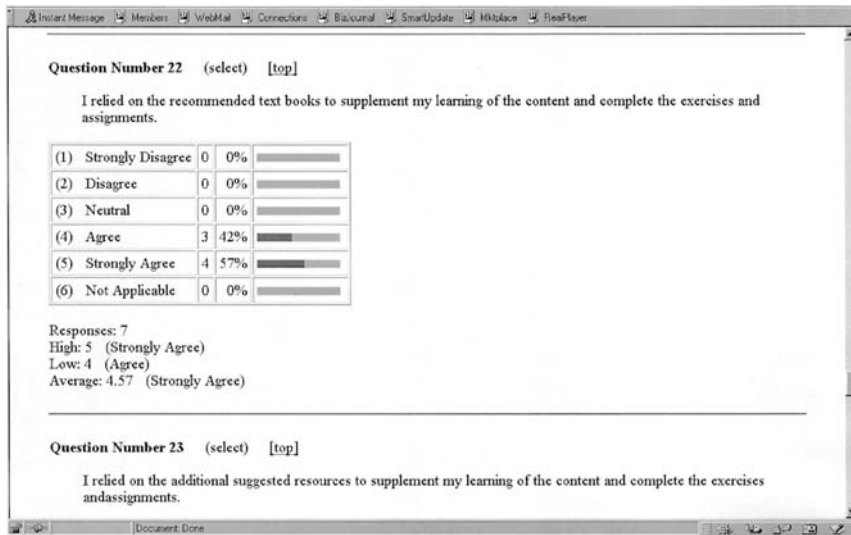 Instant Message Members WebMail Connections BizJournal SmartUpdate Mktplace RealPlayer
Question Number 22 (select) [top]
I relied on the recommended text books to supplement my learning of the content and complete the exercises and
assignments.
(1) Strongly Disagree 0 0%
(2) Disagree 0 0%
(3) Neutral 0 0%
(4) Agree 3 42%
(5) Strongly Agree 4 57%
(6) Not Applicable 0 0%
Responses: 7
High: 5 (Strongly Agree)
Low: 4 (Agree)
Average: 4.57 (Strongly Agree)
Question Number 23 (select) [top]
I relied on the additional suggested resources to supplement my learning of the content and complete the exercises
andassignments.
Document: Done